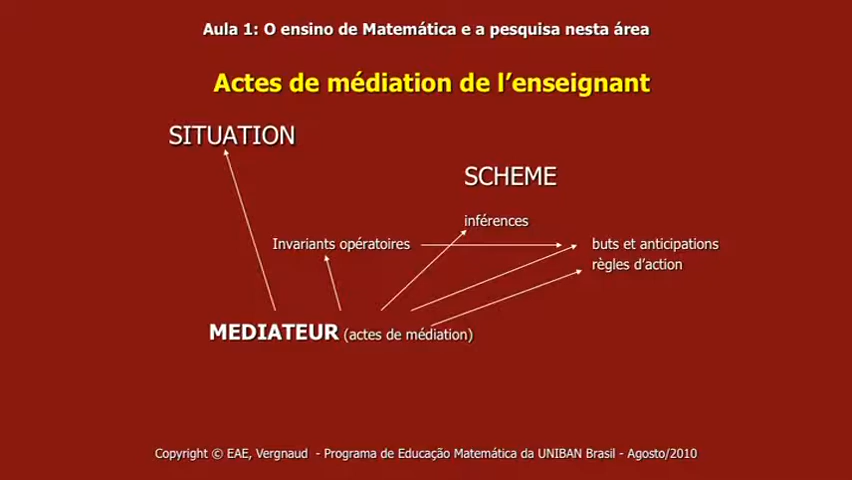 Aula 1: O ensino de Matemática e a pesquisa nesta área
Actes de médiation de l’enseignant
SITUATION
SCHEME
inférences
Invariants opératoires
buts et anticipations
règles d’action
MEDIATEUR (actes de médiation)
Copyright © EAE, Vergnaud - Programa de Educação Matemática da UNIBAN Brasil - Agosto/2010